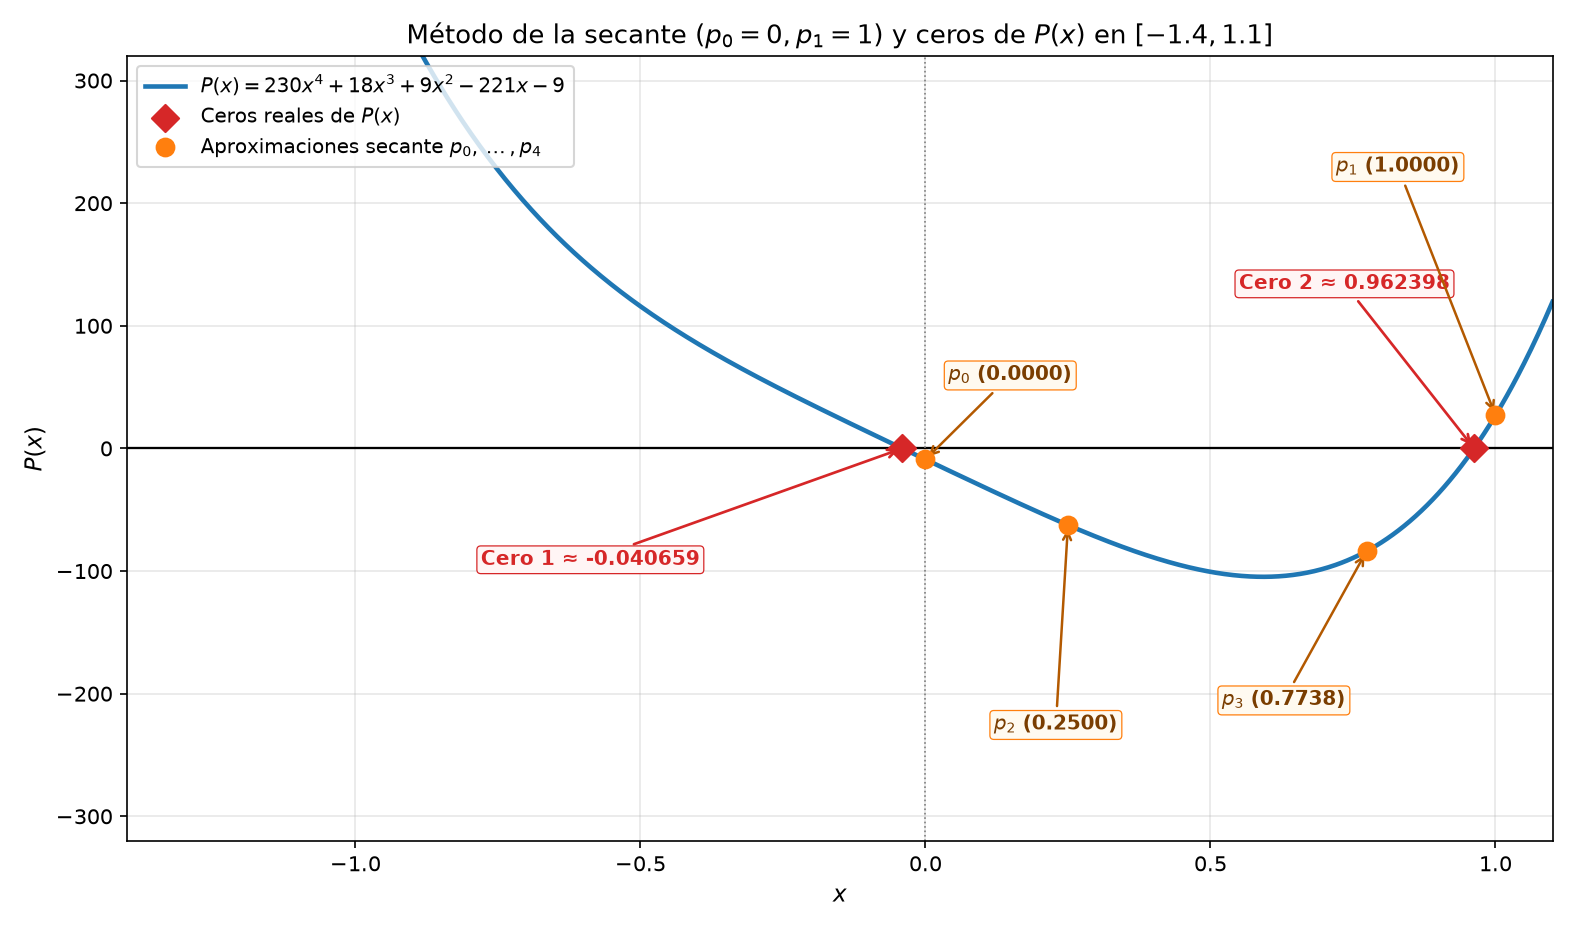 Método de la secante (p₀ = 0, p₁ = 1) y ceros de P(x) en [−1.4, 1.1]
P(x) = 230x⁴ + 18x³ + 9x² − 221x − 9
Ceros reales de P(x)
Aproximaciones secante p₀, … , p₄
300
200
100
0
−100
−200
−300
P(x)
p₁ (1.0000)
Cero 2 ≈ 0.962398
p₀ (0.0000)
Cero 1 ≈ -0.040659
p₃ (0.7738)
p₂ (0.2500)
−1.0
−0.5
0.0
0.5
1.0
x